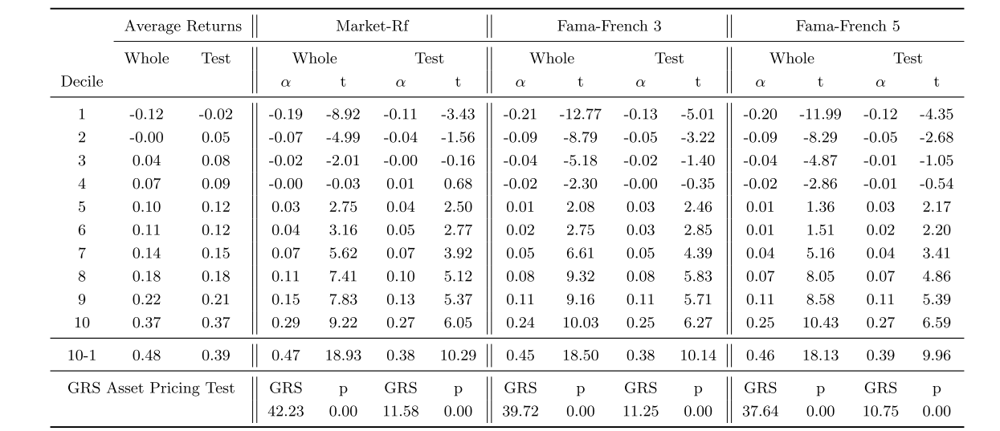 Average Returns Market-Rf Fama-French 3 Fama-French 5
Whole Test Whole Test Whole Test Whole Test
Decile α t α t α t α t α t α t
1 -0.12 -0.02 -0.19 -8.92 -0.11 -3.43 -0.21 -12.77 -0.13 -5.01 -0.20 -11.99 -0.12 -4.35
2 -0.00 0.05 -0.07 -4.99 -0.04 -1.56 -0.09 -8.79 -0.05 -3.22 -0.09 -8.29 -0.05 -2.68
3 0.04 0.08 -0.02 -2.01 -0.00 -0.16 -0.04 -5.18 -0.02 -1.40 -0.04 -4.87 -0.01 -1.05
4 0.07 0.09 -0.00 -0.03 0.01 0.68 -0.02 -2.30 -0.00 -0.35 -0.02 -2.86 -0.01 -0.54
5 0.10 0.12 0.03 2.75 0.04 2.50 0.01 2.08 0.03 2.46 0.01 1.36 0.03 2.17
6 0.11 0.12 0.04 3.16 0.05 2.77 0.02 2.75 0.03 2.85 0.01 1.51 0.02 2.20
7 0.14 0.15 0.07 5.62 0.07 3.92 0.05 6.61 0.05 4.39 0.04 5.16 0.04 3.41
8 0.18 0.18 0.11 7.41 0.10 5.12 0.08 9.32 0.08 5.83 0.07 8.05 0.07 4.86
9 0.22 0.21 0.15 7.83 0.13 5.37 0.11 9.16 0.11 5.71 0.11 8.58 0.11 5.39
10 0.37 0.37 0.29 9.22 0.27 6.05 0.24 10.03 0.25 6.27 0.25 10.43 0.27 6.59
10-1 0.48 0.39 0.47 18.93 0.38 10.29 0.45 18.50 0.38 10.14 0.46 18.13 0.39 9.96
GRS Asset Pricing Test GRS p GRS p GRS p GRS p GRS p GRS p
42.23 0.00 11.58 0.00 39.72 0.00 11.25 0.00 37.64 0.00 10.75 0.00